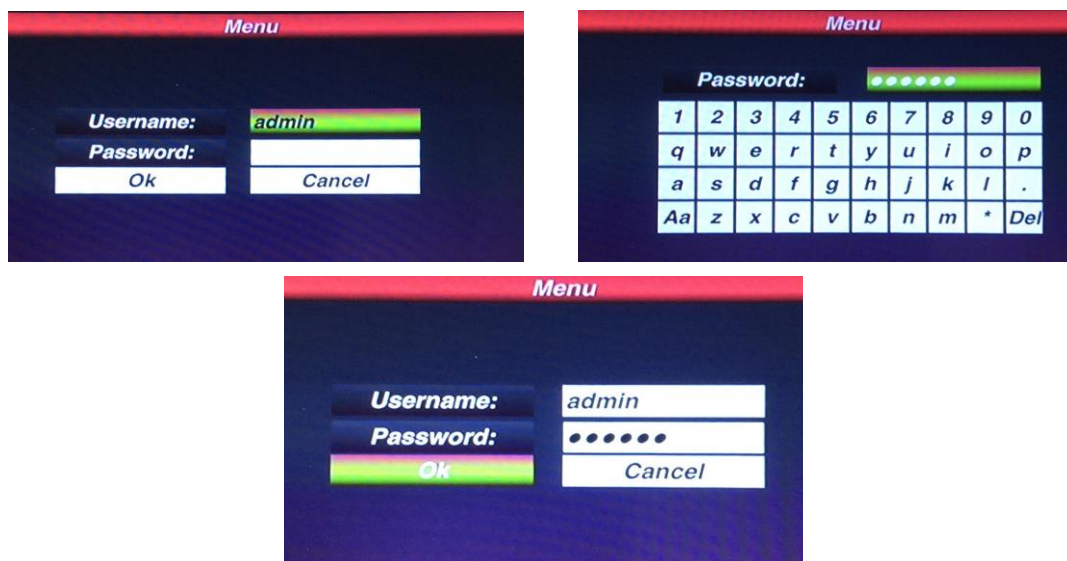 Menu
Username: admin
Password:
Ok Cancel
Menu
Password: ●●●●●●
1 2 3 4 5 6 7 8 9 0
q w e r t y u i o p
a s d f g h j k l .
Aa z x c v b n m * Del
Menu
Username: admin
Password: ●●●●●●
Ok Cancel